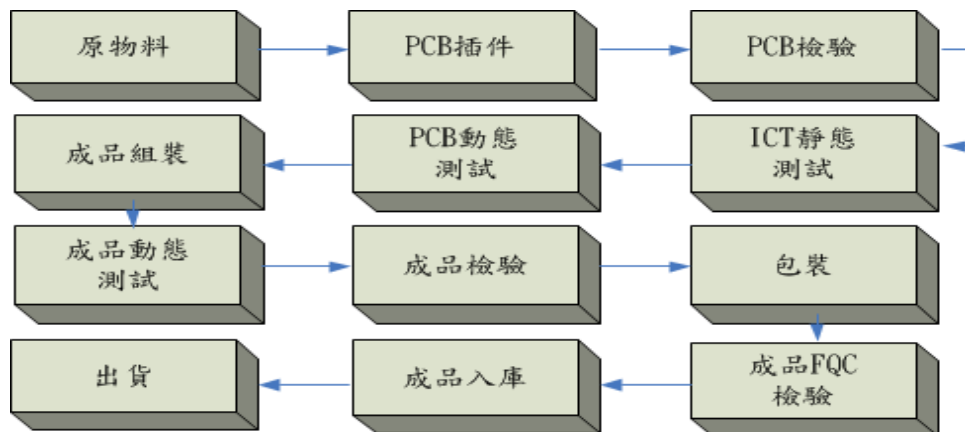 原物料
PCB插件
PCB檢驗
ICT靜態
測試
PCB動態
測試
成品組裝
成品動態
測試
成品檢驗
包裝
成品FQC
檢驗
成品入庫
出貨